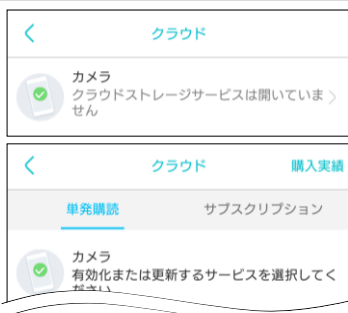 クラウド
カメラ
クラウドストレージサービスは開いていま
せん
クラウド
購入実績
単発購読
サブスクリプション
カメラ
有効化または更新するサービスを選択してく
ださい